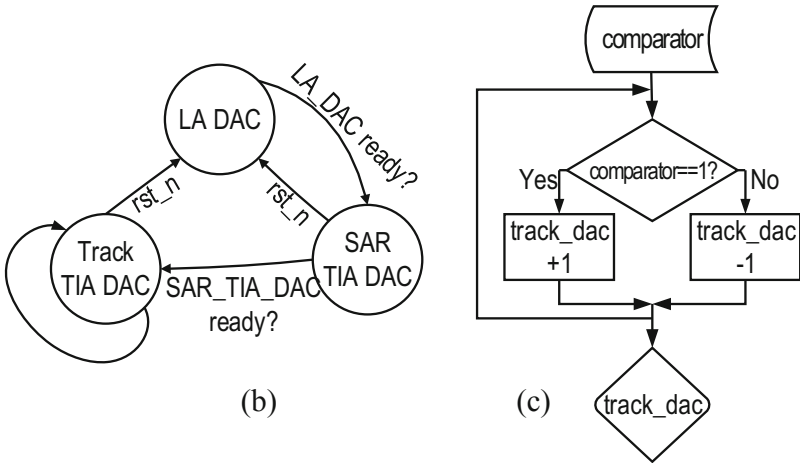 LA DAC
LA_DAC ready?
rst_n
rst_n
Track
TIA DAC
SAR
TIA DAC
SAR_TIA_DAC
ready?
(b)
comparator
comparator==1?
Yes
No
track_dac
+1
track_dac
-1
track_dac
(c)